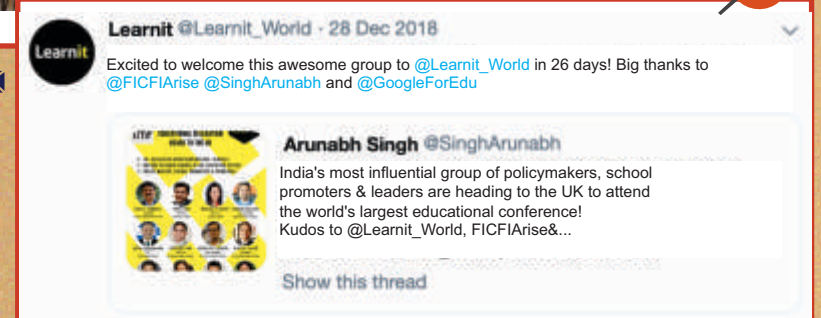 Learnit @Learnit_World · 28 Dec 2018
Learnit
Excited to welcome this awesome group to @Learnit_World in 26 days! Big thanks to
@FICFIArise @SinghArunabh and @GoogleForEdu
Arunabh Singh @SinghArunabh
India's most influential group of policymakers, school
promoters & leaders are heading to the UK to attend
the world's largest educational conference!
Kudos to @Learnit_World, FICFIArise&...
Show this thread